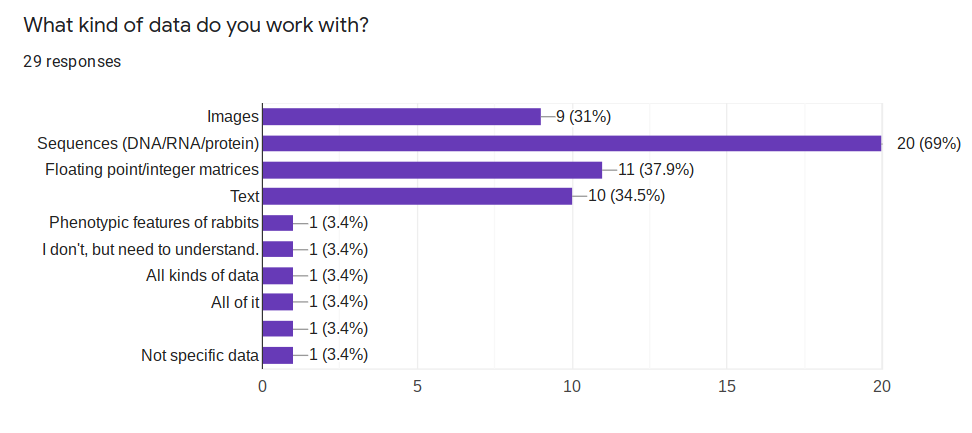 What kind of data do you work with?
29 responses
Images 9 (31%)
Sequences (DNA/RNA/protein) 20 (69%)
Floating point/integer matrices 11 (37.9%)
Text 10 (34.5%)
Phenotypic features of rabbits 1 (3.4%)
I don't, but need to understand. 1 (3.4%)
All kinds of data 1 (3.4%)
All of it 1 (3.4%)
1 (3.4%)
Not specific data 1 (3.4%)
0 5 10 15 20